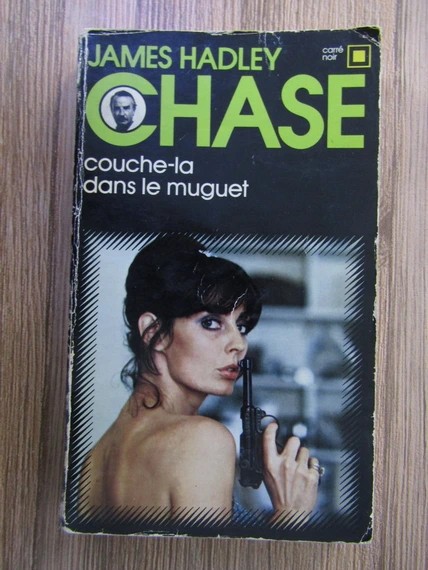 JAMES HADLEY
carré
noir
CHASE
couche-la
dans le muguet